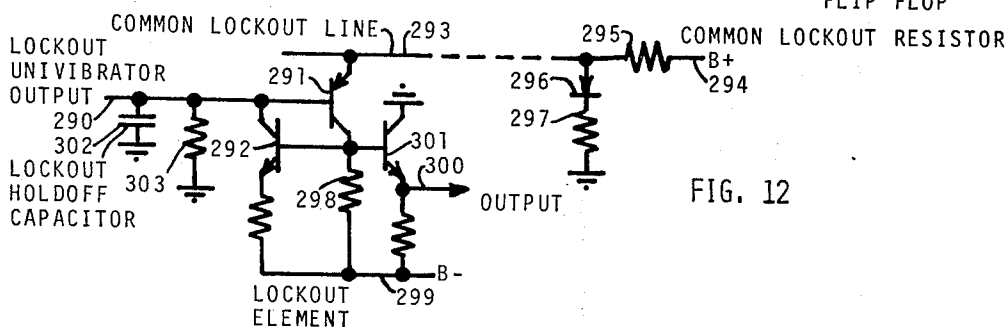 FLIP FLOP
COMMON LOCKOUT LINE 293
295 COMMON LOCKOUT RESISTOR
LOCKOUT
UNIVIBRATOR
OUTPUT
291
296
B+
294
290
297
302
292
301
300
LOCKOUT
HOLDOFF
CAPACITOR
303
298
OUTPUT
FIG. 12
B-
299
LOCKOUT
ELEMENT